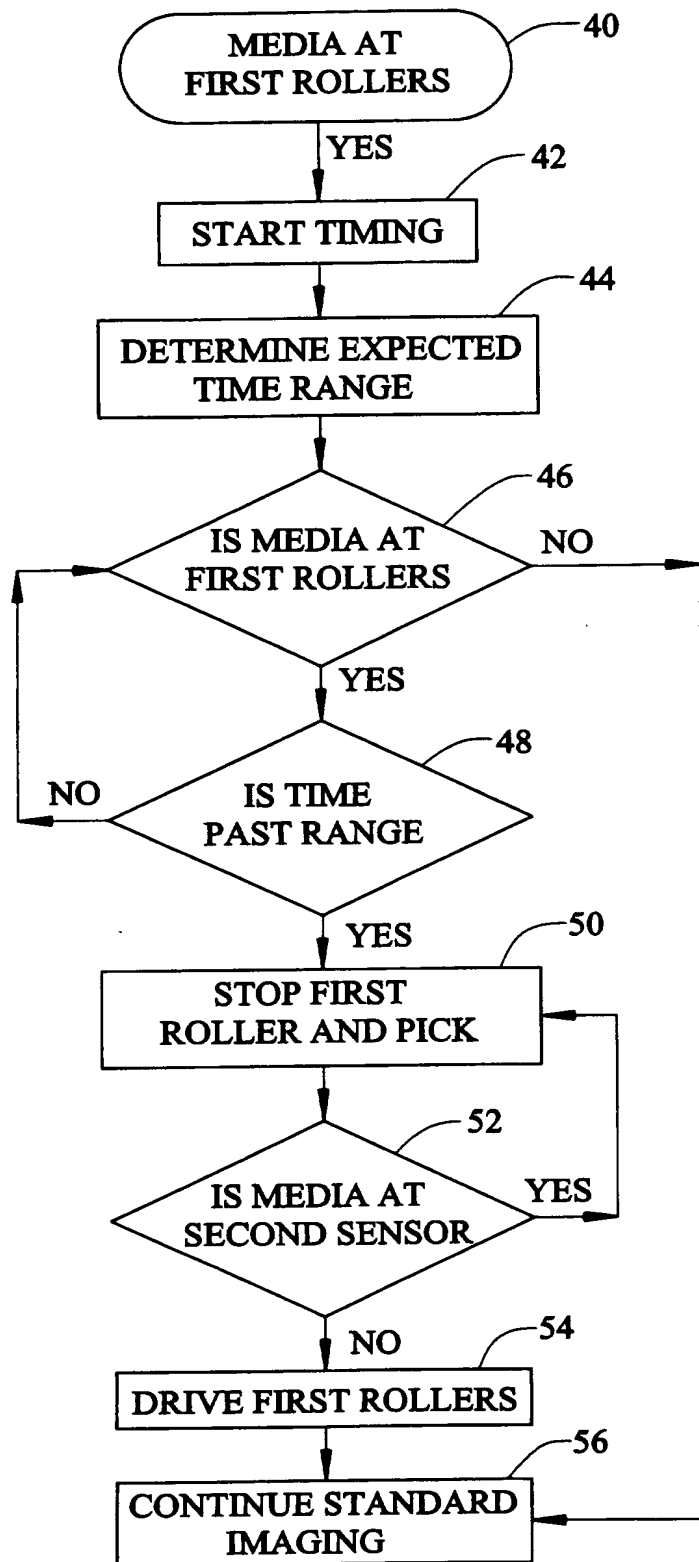 MEDIA AT
FIRST ROLLERS
40
YES
42
START TIMING
44
DETERMINE EXPECTED
TIME RANGE
46
IS MEDIA AT
FIRST ROLLERS
NO
YES
48
NO
IS TIME
PAST RANGE
YES
50
STOP FIRST
ROLLER AND PICK
52
IS MEDIA AT
SECOND SENSOR
YES
NO
54
DRIVE FIRST ROLLERS
56
CONTINUE STANDARD
IMAGING